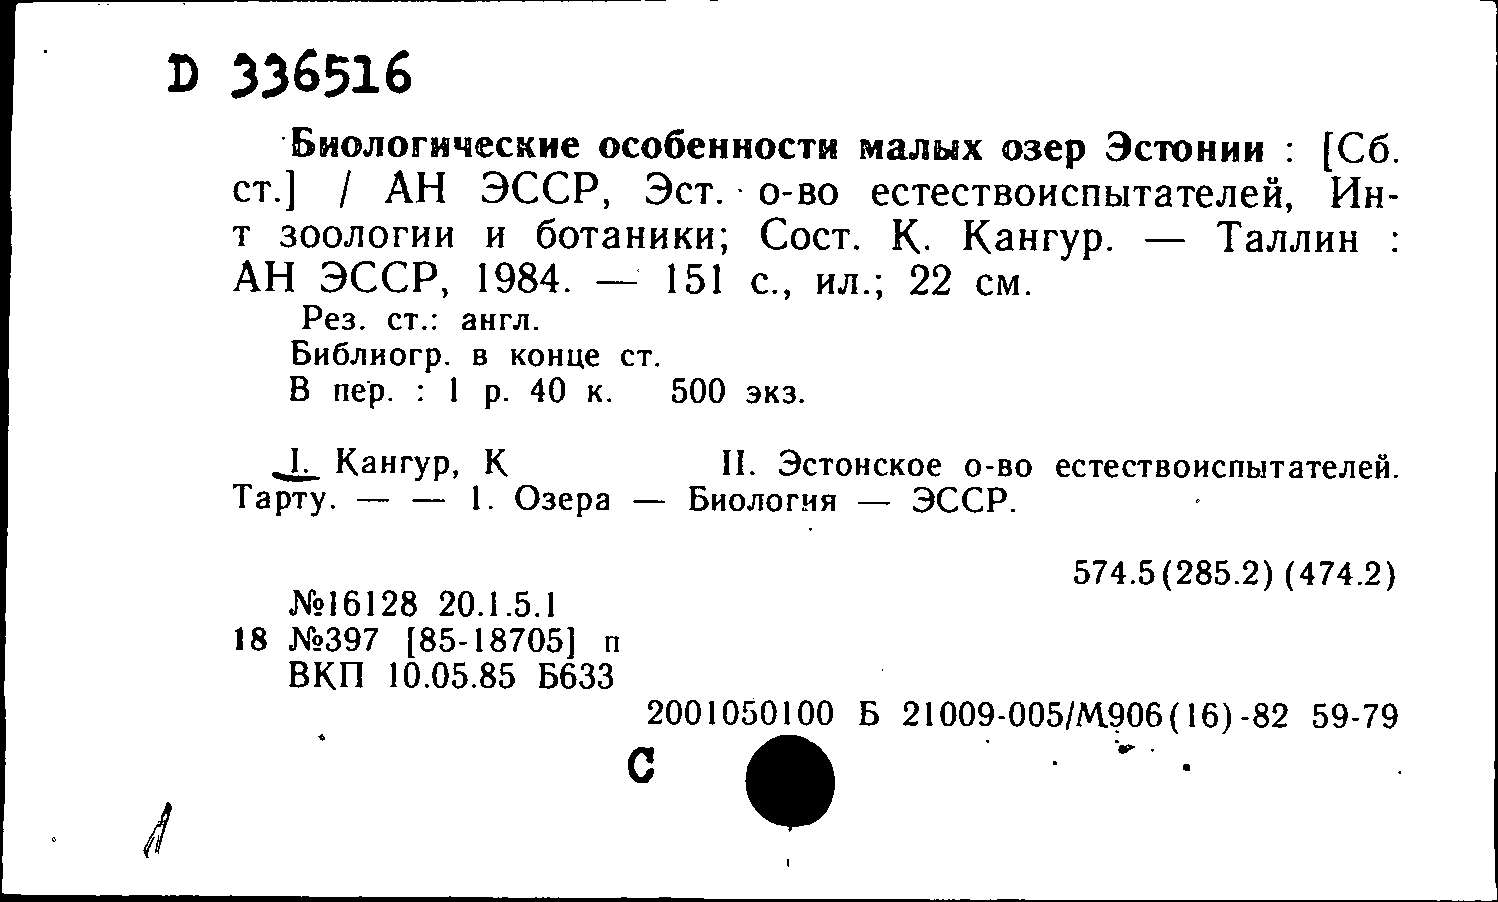 D 336516
Биологические особенности малых озер Эстонии : [Сб.
ст.] / АН ЭССР, Эст. о-во естествоиспытателей, Ин-
т зоологии и ботаники; Сост. К. Кангур. — Таллин :
АН ЭССР, 1984. — 151 с., ил.; 22 см.
Рез. ст.: англ.
Библиогр. в конце ст.
В пер. : 1 р. 40 к. 500 экз.
I. Кангур, К II. Эстонское о-во естествоиспытателей.
Тарту. — — 1. Озера — Биология — ЭССР.
574.5(285.2)(474.2)
№16128 20.1.5.1
18 №397 [85-18705] п
ВКП 10.05.85 Б633
2001050100 Б 21009-005/М906(16)-82 59-79
С